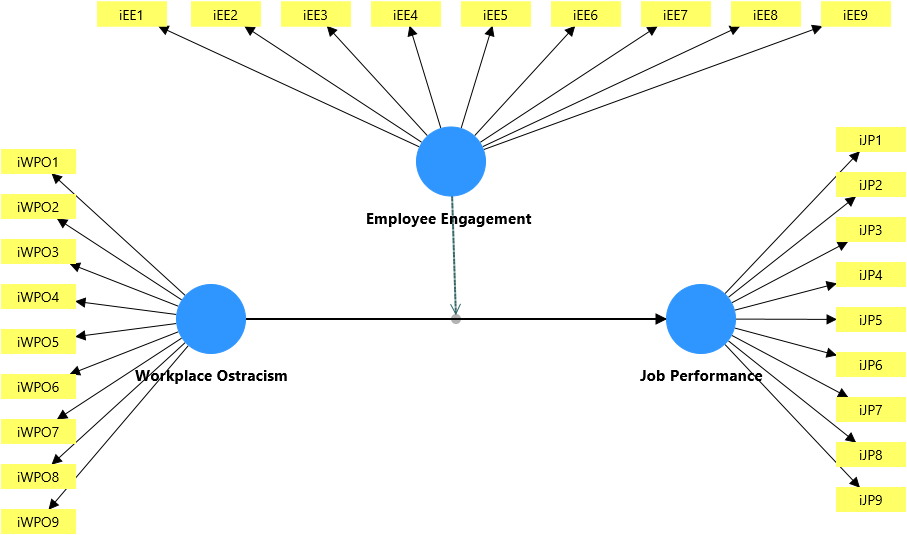 iEE1 iEE2 iEE3 iEE4 iEE5 iEE6 iEE7 iEE8 iEE9
iWPO1
iWPO2
iWPO3
iWPO4
iWPO5
iWPO6
iWPO7
iWPO8
iWPO9
Employee Engagement
Workplace Ostracism
Job Performance
iJP1
iJP2
iJP3
iJP4
iJP5
iJP6
iJP7
iJP8
iJP9